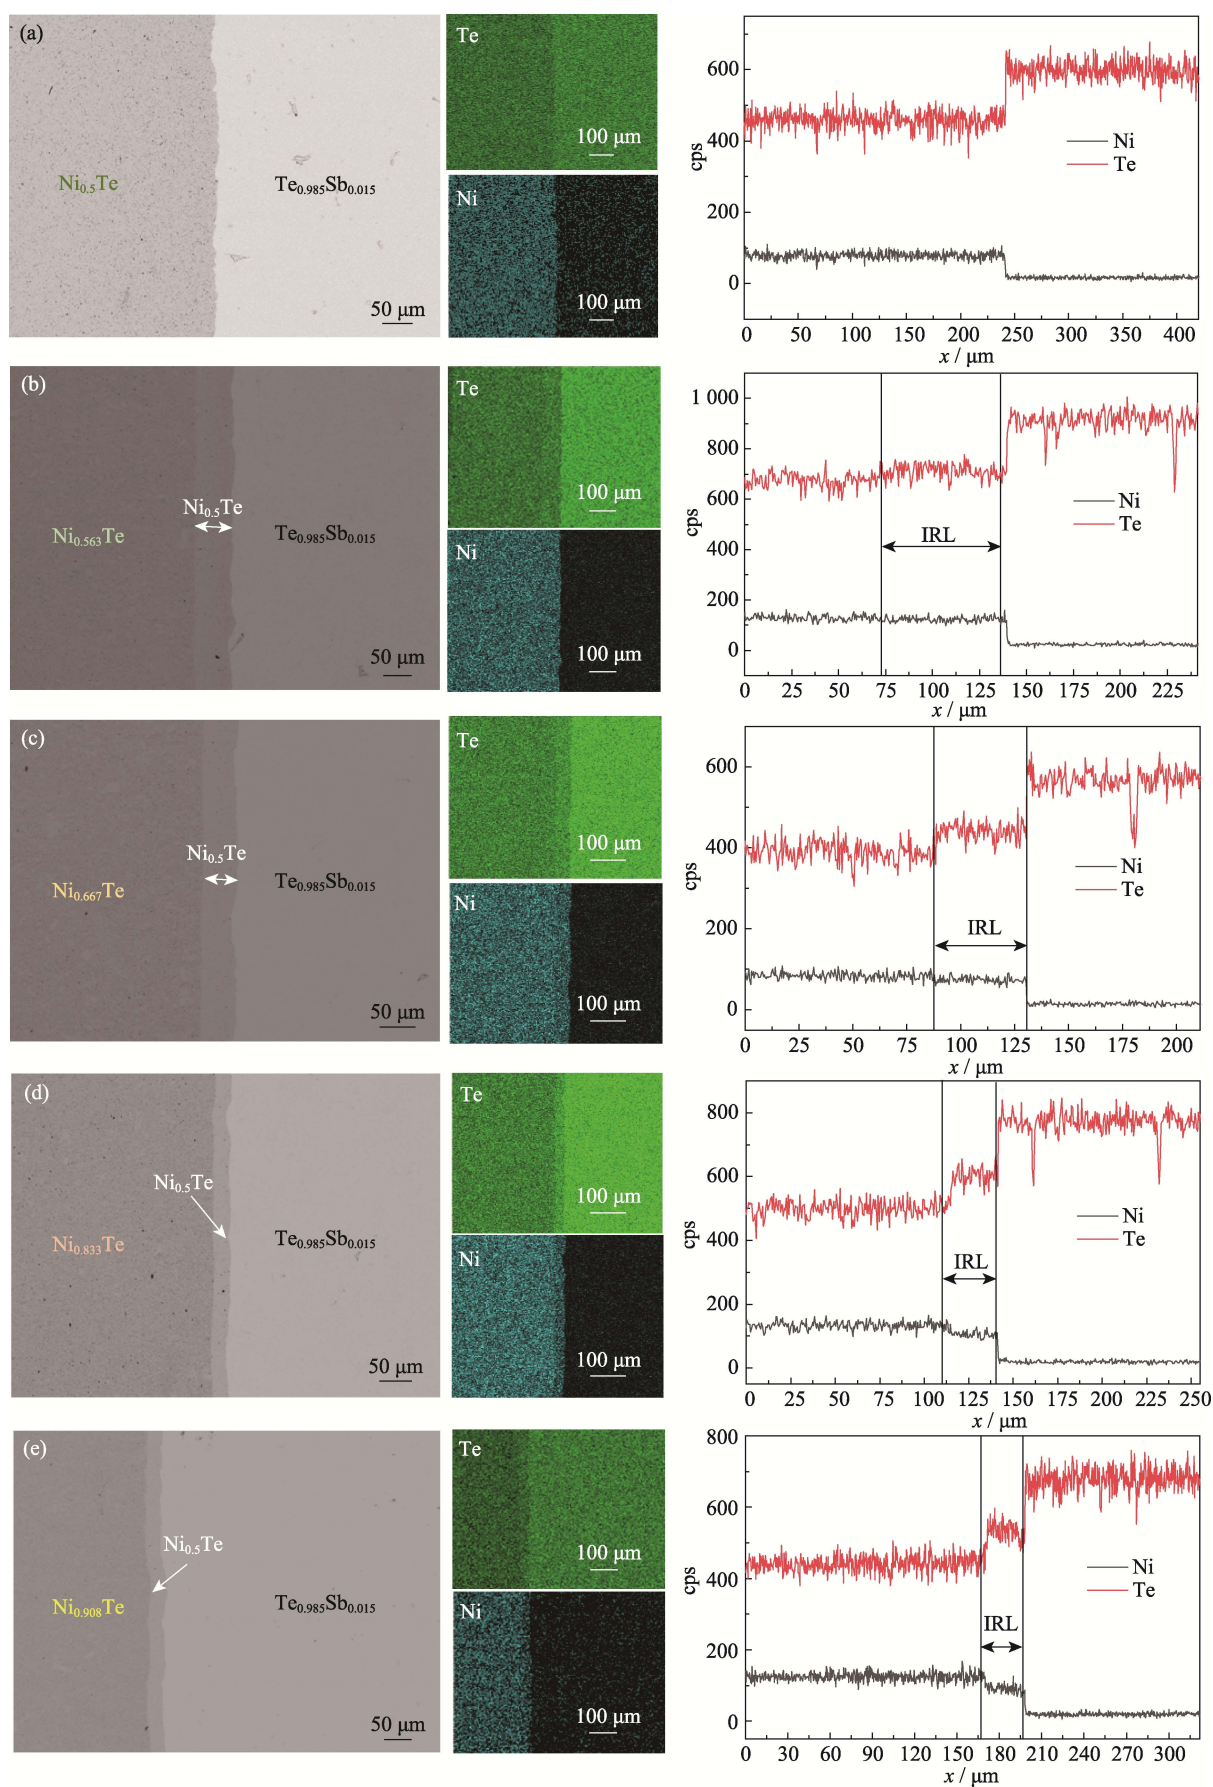 (a)
Te
Ni0.5Te
Te0.985Sb0.015
50 μm
100 μm
Ni
100 μm
600
400
200
0
cps
Ni
Te
0 50 100 150 200 250 300 350 400
x / μm
(b)
Te
Ni0.5Te
Ni0.563Te
Te0.985Sb0.015
50 μm
100 μm
Ni
100 μm
1 000
800
600
400
200
0
cps
Ni
Te
IRL
0 25 50 75 100 125 150 175 200 225
x / μm
(c)
Te
Ni0.5Te
Ni0.667Te
Te0.985Sb0.015
50 μm
100 μm
Ni
100 μm
600
400
200
0
cps
Ni
Te
IRL
0 25 50 75 100 125 150 175 200
x / μm
(d)
Te
Ni0.5Te
Ni0.833Te
Te0.985Sb0.015
50 μm
100 μm
Ni
100 μm
800
600
400
200
0
cps
Ni
Te
IRL
0 25 50 75 100 125 150 175 200 225 250
x / μm
(e)
Te
Ni0.5Te
Ni0.908Te
Te0.985Sb0.015
50 μm
100 μm
Ni
100 μm
800
600
400
200
0
cps
Ni
Te
IRL
0 30 60 90 120 150 180 210 240 270 300
x / μm